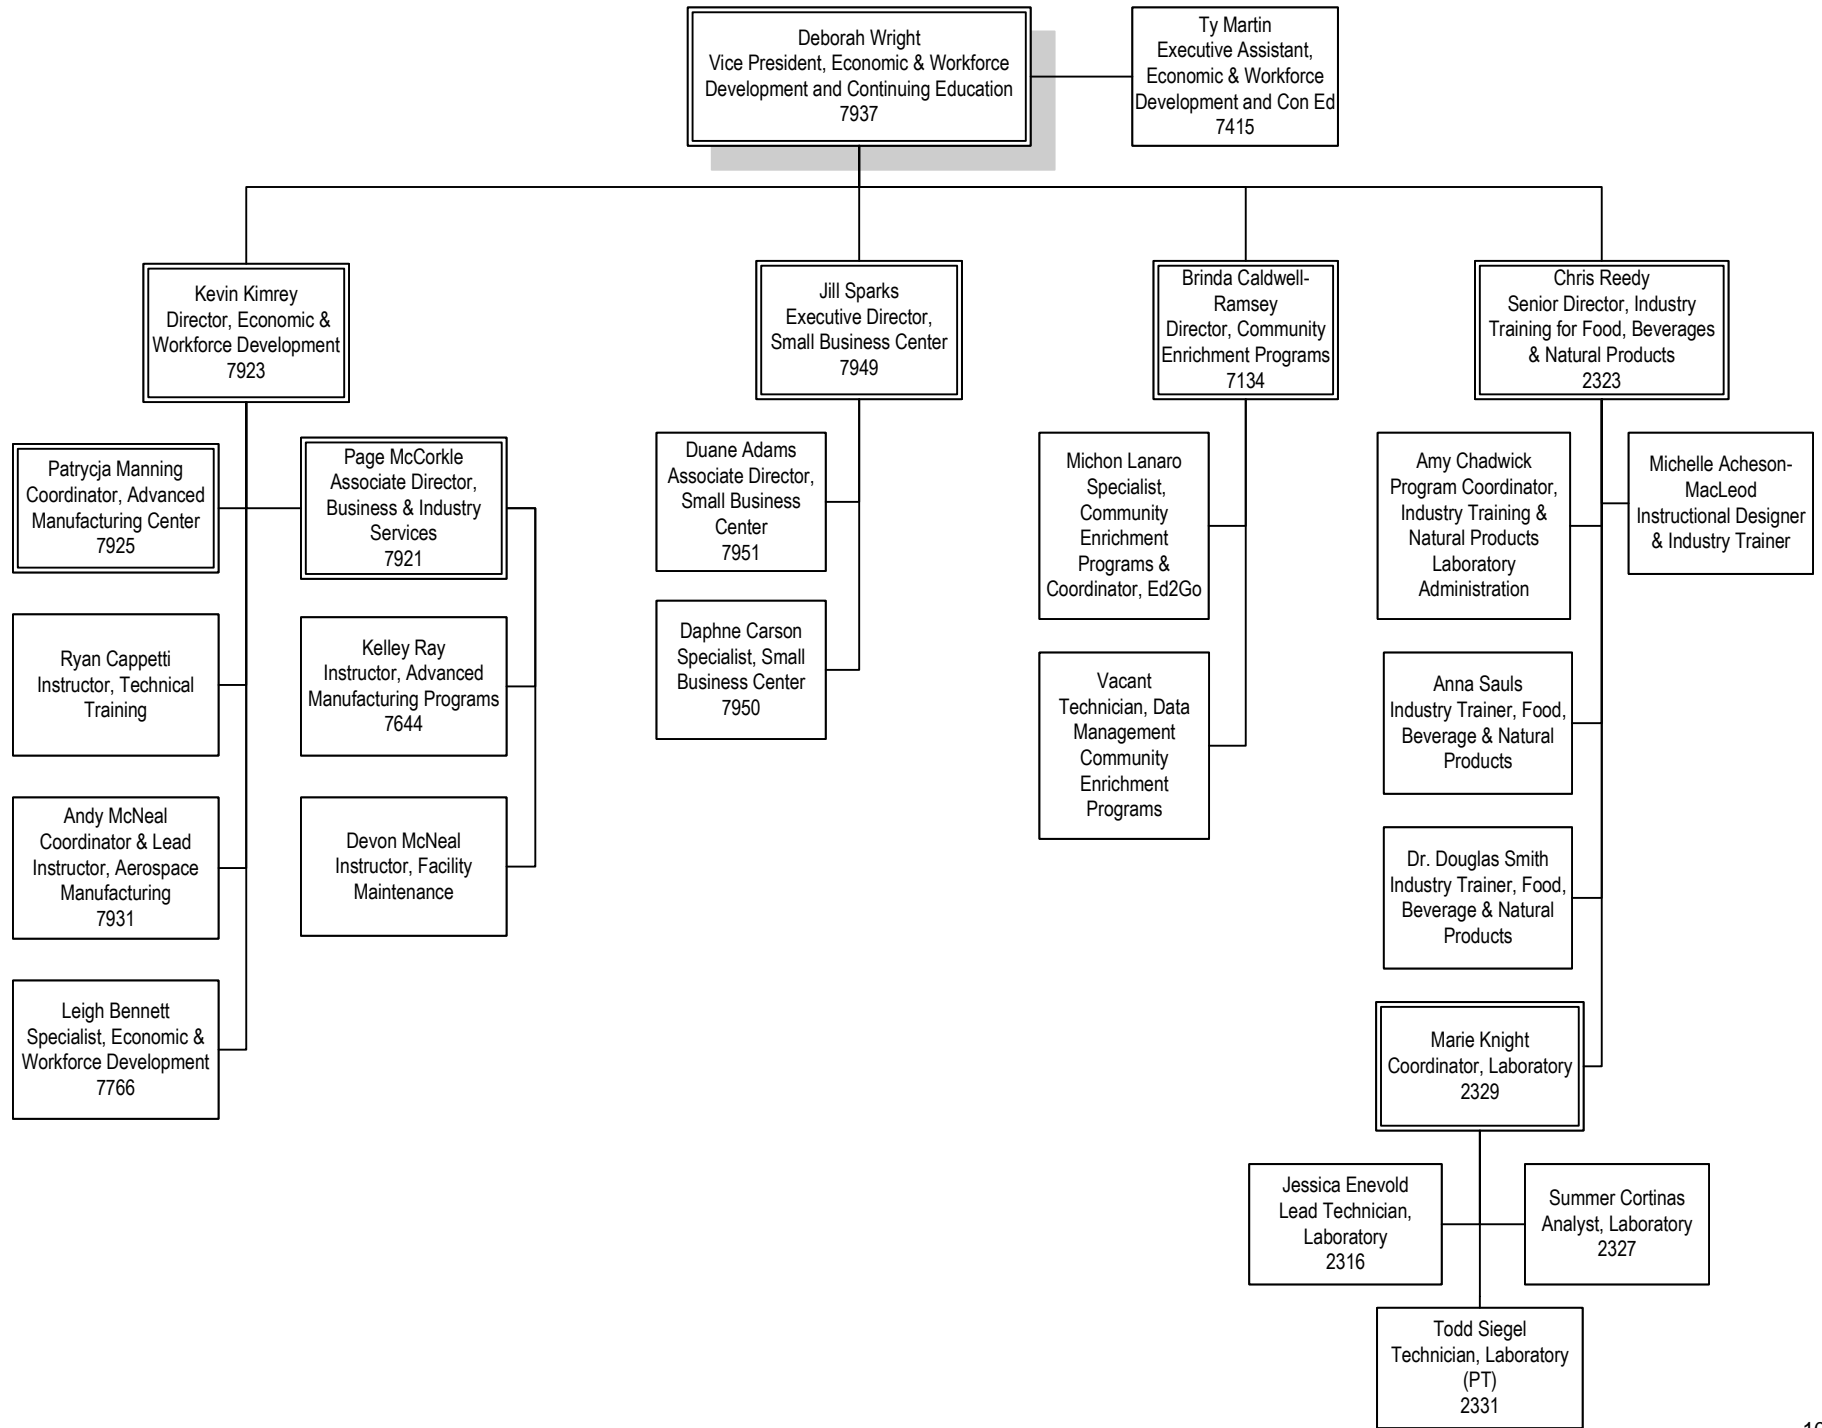 Deborah Wright
Vice President, Economic & Workforce
Development and Continuing Education
7937
Ty Martin
Executive Assistant,
Economic & Workforce
Development and Con Ed
7415
Kevin Kimrey
Director, Economic &
Workforce Development
7923
Jill Sparks
Executive Director,
Small Business Center
7949
Brinda Caldwell-
Ramsey
Director, Community
Enrichment Programs
7134
Chris Reedy
Senior Director, Industry
Training for Food, Beverages
& Natural Products
2323
Patrycja Manning
Coordinator, Advanced
Manufacturing Center
7925
Page McCorkle
Associate Director,
Business & Industry
Services
7921
Duane Adams
Associate Director,
Small Business
Center
7951
Michon Lanaro
Specialist,
Community
Enrichment
Programs &
Coordinator, Ed2Go
Amy Chadwick
Program Coordinator,
Industry Training &
Natural Products
Laboratory
Administration
Michelle Acheson-
MacLeod
Instructional Designer
& Industry Trainer
Ryan Cappetti
Instructor, Technical
Training
Kelley Ray
Instructor, Advanced
Manufacturing Programs
7644
Daphne Carson
Specialist, Small
Business Center
7950
Vacant
Technician, Data
Management
Community
Enrichment
Programs
Anna Sauls
Industry Trainer, Food,
Beverage & Natural
Products
Andy McNeal
Coordinator & Lead
Instructor, Aerospace
Manufacturing
7931
Devon McNeal
Instructor, Facility
Maintenance
Dr. Douglas Smith
Industry Trainer, Food,
Beverage & Natural
Products
Leigh Bennett
Specialist, Economic &
Workforce Development
7766
Marie Knight
Coordinator, Laboratory
2329
Jessica Enevold
Lead Technician,
Laboratory
2316
Summer Cortinas
Analyst, Laboratory
2327
Todd Siegel
Technician, Laboratory
(PT)
2331